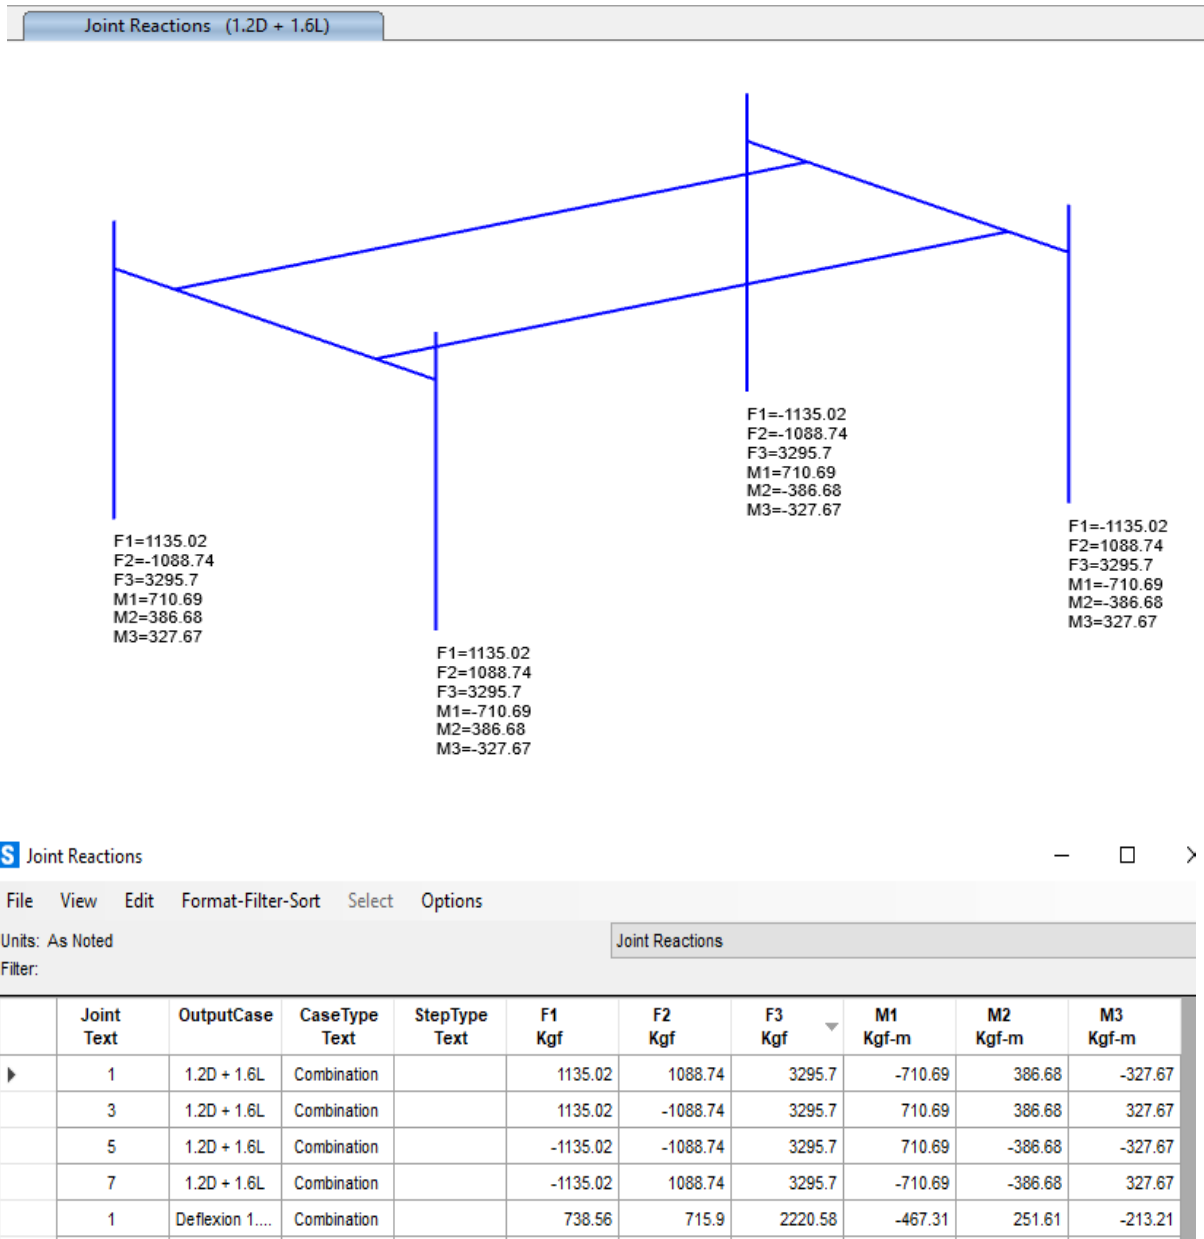 Joint Reactions (1.2D + 1.6L)
F1=-1135.02
F2=-1088.74
F3=3295.7
M1=710.69
M2=-386.68
M3=-327.67
F1=-1135.02
F2=1088.74
F3=3295.7
M1=-710.69
M2=-386.68
M3=327.67
F1=1135.02
F2=-1088.74
F3=3295.7
M1=710.69
M2=386.68
M3=327.67
F1=1135.02
F2=1088.74
F3=3295.7
M1=-710.69
M2=386.68
M3=-327.67
S Joint Reactions
File View Edit Format-Filter-Sort Select Options
Units: As Noted Joint Reactions
Filter:
Joint OutputCase CaseType StepType F1 F2 F3 M1 M2 M3
Text Text Text Kgf Kgf Kgf Kgf-m Kgf-m Kgf-m
1 1.2D + 1.6L Combination 1135.02 1088.74 3295.7 -710.69 386.68 -327.67
3 1.2D + 1.6L Combination 1135.02 -1088.74 3295.7 710.69 386.68 327.67
5 1.2D + 1.6L Combination -1135.02 -1088.74 3295.7 710.69 -386.68 -327.67
7 1.2D + 1.6L Combination -1135.02 1088.74 3295.7 -710.69 -386.68 327.67
1 Deflexion 1.... Combination 738.56 715.9 2220.58 -467.31 251.61 -213.21